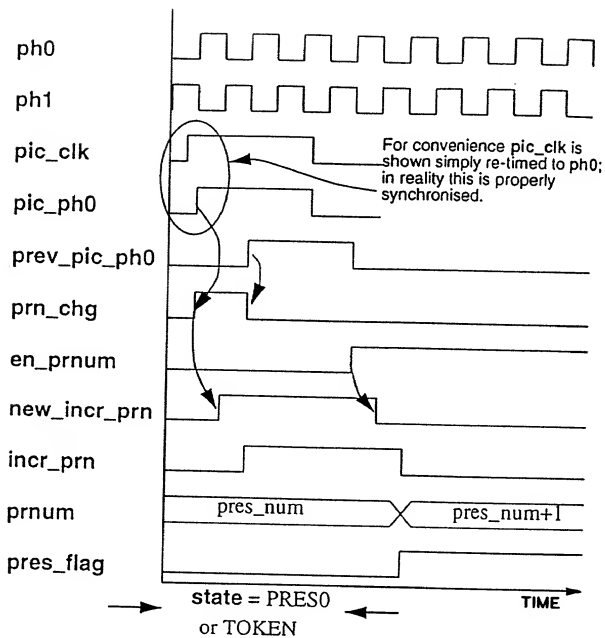 ph0
ph1
pic_clk
For convenience pic_clk is
shown simply re-timed to ph0;
in reality this is properly
synchronised.
pic_ph0
prev_pic_ph0
prn_chg
en_prnum
new_incr_prn
incr_prn
prnum
pres_num
pres_num+1
pres_flag
TIME
state = PRES0
or TOKEN